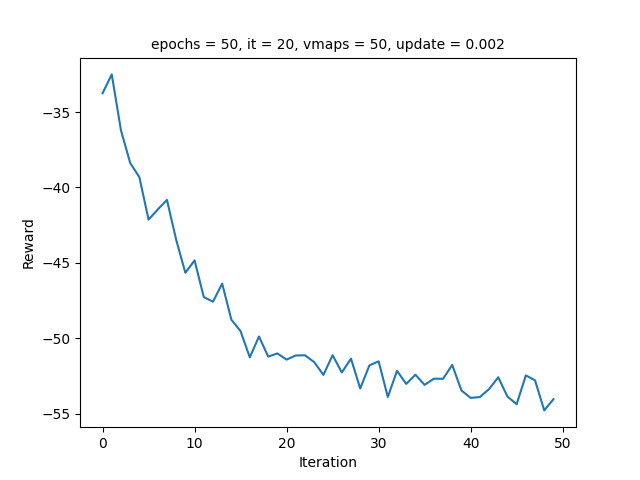 epochs = 50, it = 20, vmaps = 50, update = 0.002
Reward
−35
−40
−45
−50
−55
0 10 20 30 40 50
Iteration